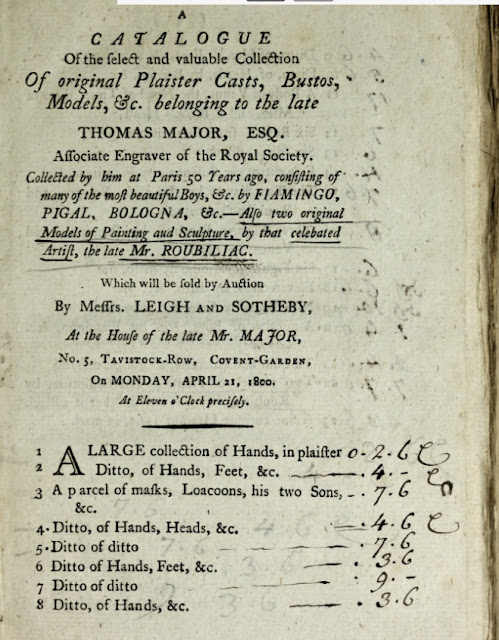 A
CATALOGUE
Of the ſelect and valuable Collection
Of original Plaister Casts, Bustos,
Models, &c. belonging to the late
THOMAS MAJOR, ESQ.
Aſſociate Engraver of the Royal Society.
Collected by him at Paris 50 Years ago, conſiſting of
many of the moſt beautiful Boys, &c. by FIAMINGO,
PIGAL, BOLOGNA, &c.—Alſo two original
Models of Painting aud Sculpture, by that celebated
Artiſt, the late Mr. ROUBILIAC.
Which will be ſold by Auction
By Meſſrs. LEIGH AND SOTHEBY,
At the Houſe of the late Mr. MAJOR,
No. 5, TAVISTOCK-ROW, COVENT-GARDEN,
On MONDAY, APRIL 21, 1800.
At Eleven o'Clock preciſely.
1 A LARGE collection of Hands, in plaiſter 0.2.6
2 Ditto, of Hands, Feet, &c. — .4.-
3 A parcel of maſks, Loacoons, his two Sons, - .7.6
&c.
4. Ditto, of Hands, Heads, &c. — .4.6
5. Ditto of ditto — .7.6
6 Ditto of Hands, Feet, &c. — .3.6
7 Ditto of ditto — .9.-
8 Ditto, of Hands, &c. — .3.6